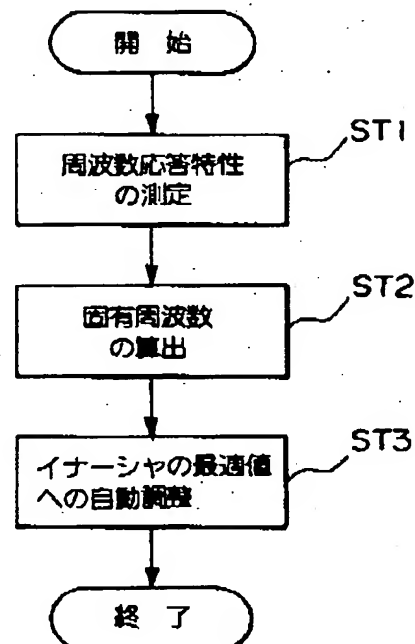 開 始
ST1
周波数応答特性
の測定
ST2
固有周波数
の算出
ST3
イナーシャの最適値
への自動調整
終 了